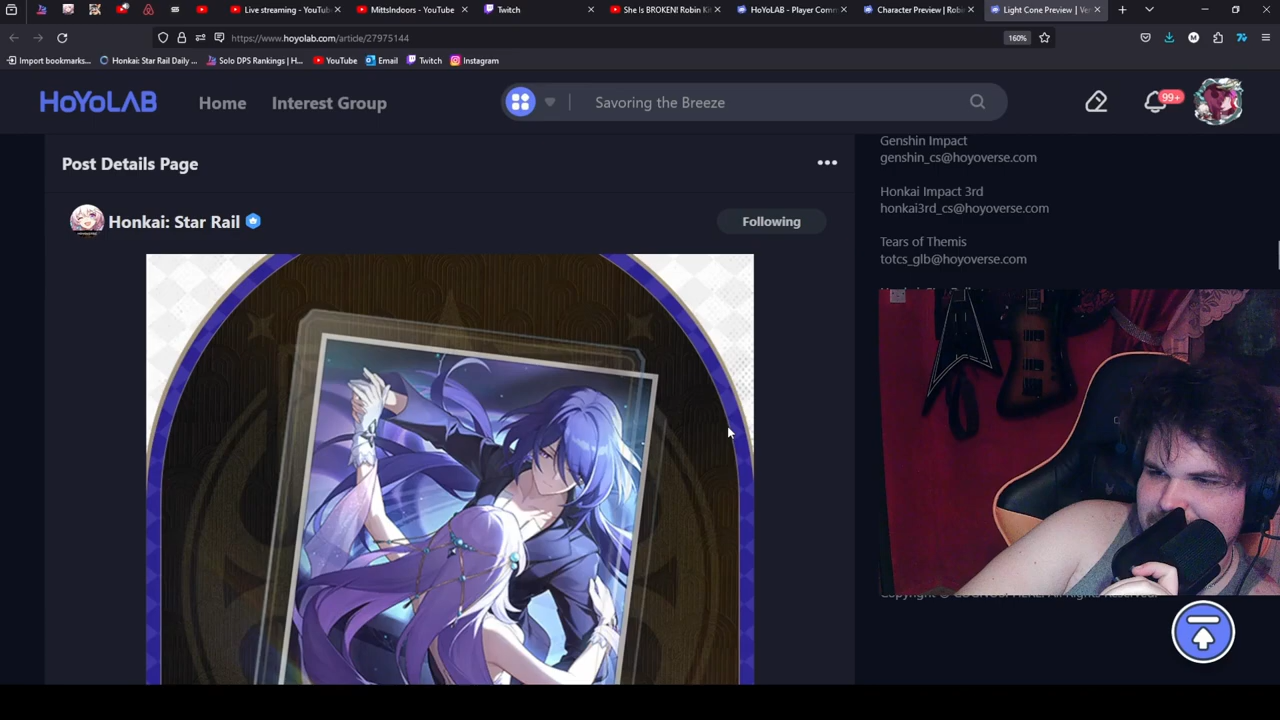 Live streaming - YouTub
MittsIndoors - YouTube
Twitch
She Is BROKEN! Robin Ki
HoYoLAB - Player Comm
Character Preview | Robi
Light Cone Preview | Ve
https://www.hoyolab.com/article/27975144
160%
Import bookmarks...
Honkai: Star Rail Daily ...
Solo DPS Rankings | H...
YouTube
Email
Twitch
Instagram
HoYoLAB
Home
Interest Group
Savoring the Breeze
99+
Post Details Page
Honkai: Star Rail
Following
Genshin Impact
genshin_cs@hoyoverse.com
Honkai Impact 3rd
honkai3rd_cs@hoyoverse.com
Tears of Themis
totcs_glb@hoyoverse.com